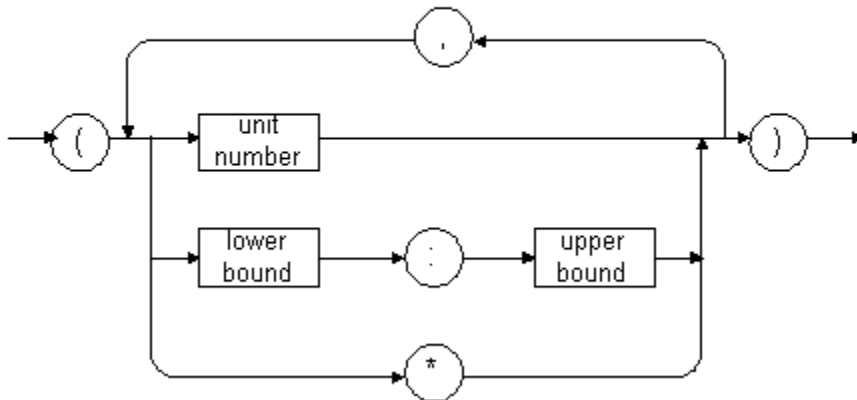 ,
(
unit
number
)
lower
bound
:
upper
bound
*